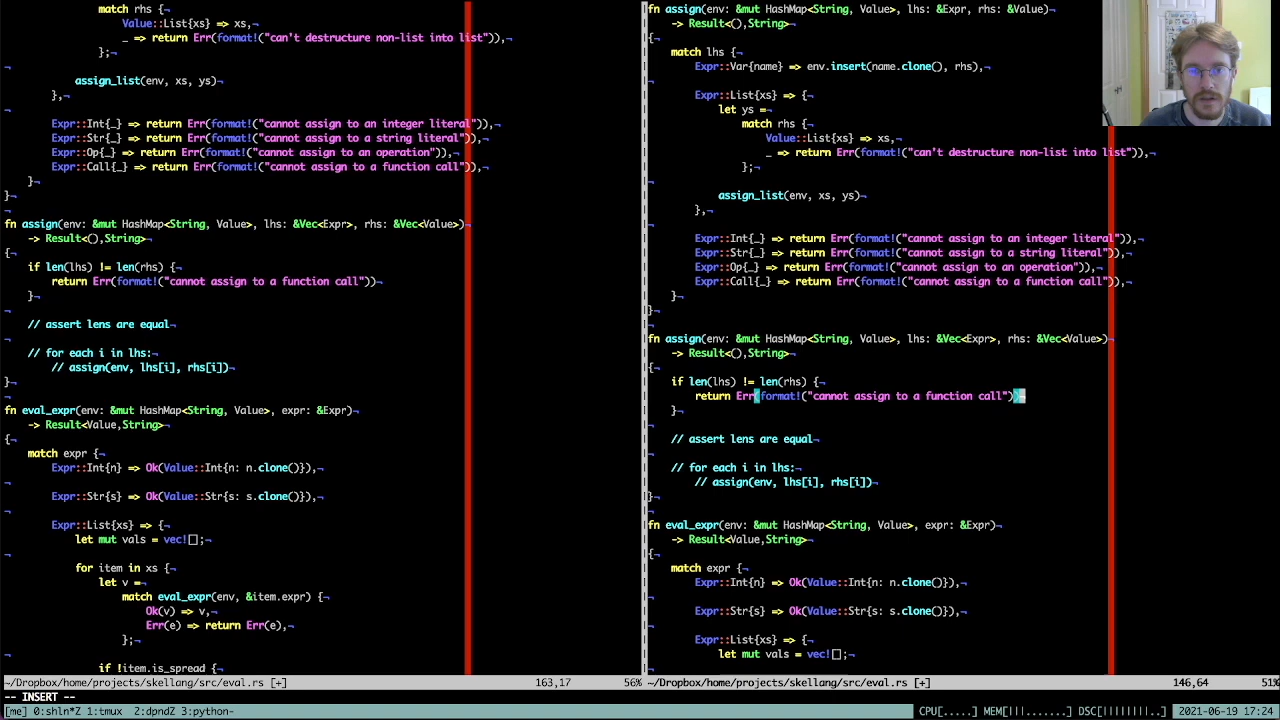 match rhs {
Value::List{xs} => xs,
_ => return Err(format!("can't destructure non-list into list")),
};
assign_list(env, xs, ys)
},
Expr::Int{_} => return Err(format!("cannot assign to an integer literal")),
Expr::Str{_} => return Err(format!("cannot assign to a string literal")),
Expr::Op{_} => return Err(format!("cannot assign to an operation")),
Expr::Call{_} => return Err(format!("cannot assign to a function call")),
}
}
fn assign(env: &mut HashMap<String, Value>, lhs: &Vec<Expr>, rhs: &Vec<Value>)
-> Result<(),String>
{
if len(lhs) != len(rhs) {
return Err(format!("cannot assign to a function call"))
}
// assert lens are equal
// for each i in lhs:
// assign(env, lhs[i], rhs[i])
}
fn eval_expr(env: &mut HashMap<String, Value>, expr: &Expr)
-> Result<Value,String>
{
match expr {
Expr::Int{n} => Ok(Value::Int{n: n.clone()}),
Expr::Str{s} => Ok(Value::Str{s: s.clone()}),
Expr::List{xs} => {
let mut vals = vec![];
for item in xs {
let v =
match eval_expr(env, &item.expr) {
Ok(v) => v,
Err(e) => return Err(e),
};
if !item.is_spread {
~/Dropbox/home/projects/skellang/src/eval.rs [+] 163,17 56%
fn assign(env: &mut HashMap<String, Value>, lhs: &Expr, rhs: &Value)
-> Result<(),String>
{
match lhs {
Expr::Var{name} => env.insert(name.clone(), rhs),
Expr::List{xs} => {
let ys =
match rhs {
Value::List{xs} => xs,
_ => return Err(format!("can't destructure non-list into list")),
};
assign_list(env, xs, ys)
},
Expr::Int{_} => return Err(format!("cannot assign to an integer literal")),
Expr::Str{_} => return Err(format!("cannot assign to a string literal")),
Expr::Op{_} => return Err(format!("cannot assign to an operation")),
Expr::Call{_} => return Err(format!("cannot assign to a function call")),
}
}
fn assign(env: &mut HashMap<String, Value>, lhs: &Vec<Expr>, rhs: &Vec<Value>)
-> Result<(),String>
{
if len(lhs) != len(rhs) {
return Err(format!("cannot assign to a function call"))
}
// assert lens are equal
// for each i in lhs:
// assign(env, lhs[i], rhs[i])
}
fn eval_expr(env: &mut HashMap<String, Value>, expr: &Expr)
-> Result<Value,String>
{
match expr {
Expr::Int{n} => Ok(Value::Int{n: n.clone()}),
Expr::Str{s} => Ok(Value::Str{s: s.clone()}),
Expr::List{xs} => {
let mut vals = vec![];
~/Dropbox/home/projects/skellang/src/eval.rs [+] 146,64 51%
-- INSERT --
[me] 0:shln*Z 1:tmux 2:dpndZ 3:python- CPU[.....] MEM[|||.......] DSC[||||||||..] 2021-06-19 17:24